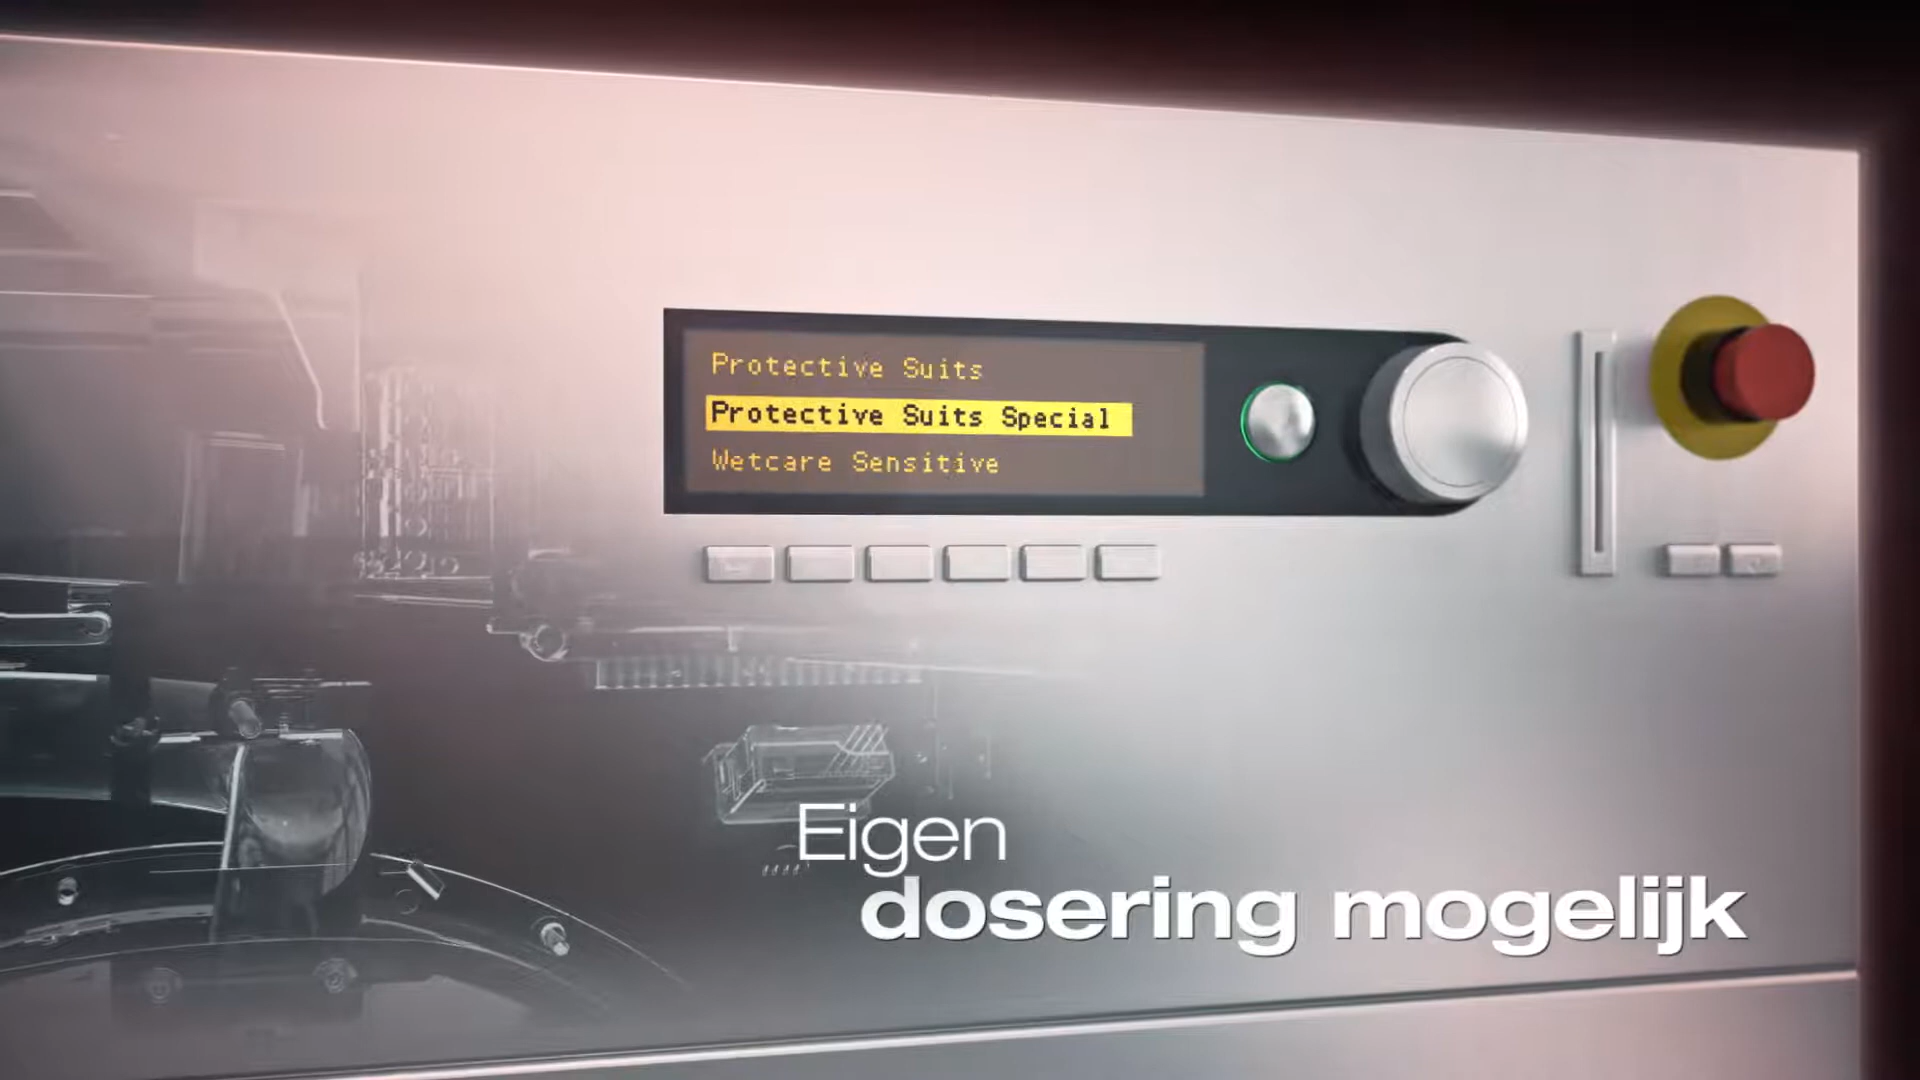 Protective Suits
Protective Suits Special
Wetcare Sensitive
Eigen
dosering mogelijk